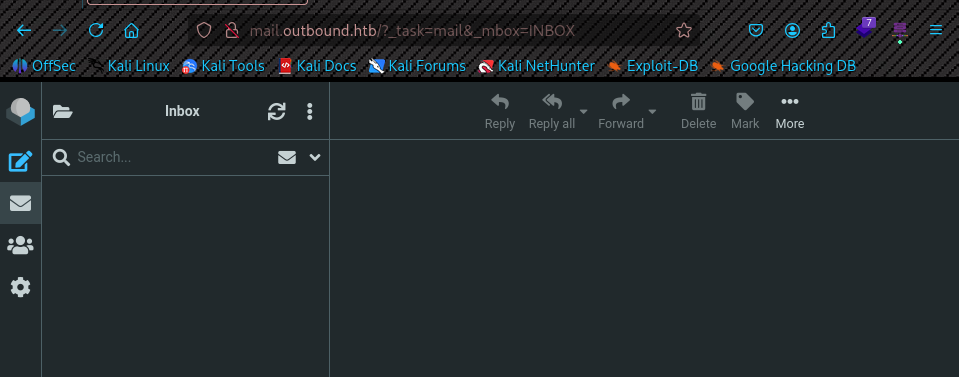 7
mail.outbound.htb/?_task=mail&_mbox=INBOX
OffSec Kali Linux Kali Tools Kali Docs Kali Forums Kali NetHunter Exploit-DB Google Hacking DB
Inbox
Reply Reply all Forward Delete Mark More
Search...